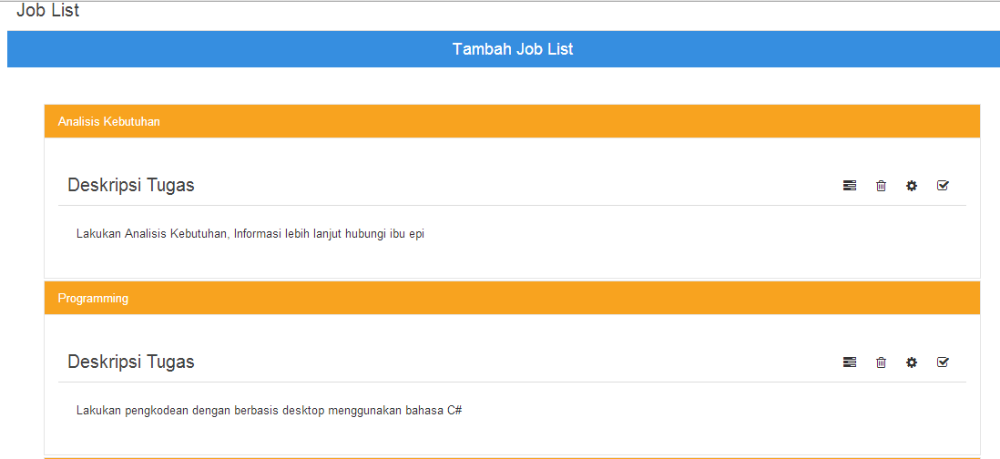 Job List
Tambah Job List
Analisis Kebutuhan
Deskripsi Tugas
Lakukan Analisis Kebutuhan, Informasi lebih lanjut hubungi ibu epi
Programming
Deskripsi Tugas
Lakukan pengkodean dengan berbasis desktop menggunakan bahasa C#